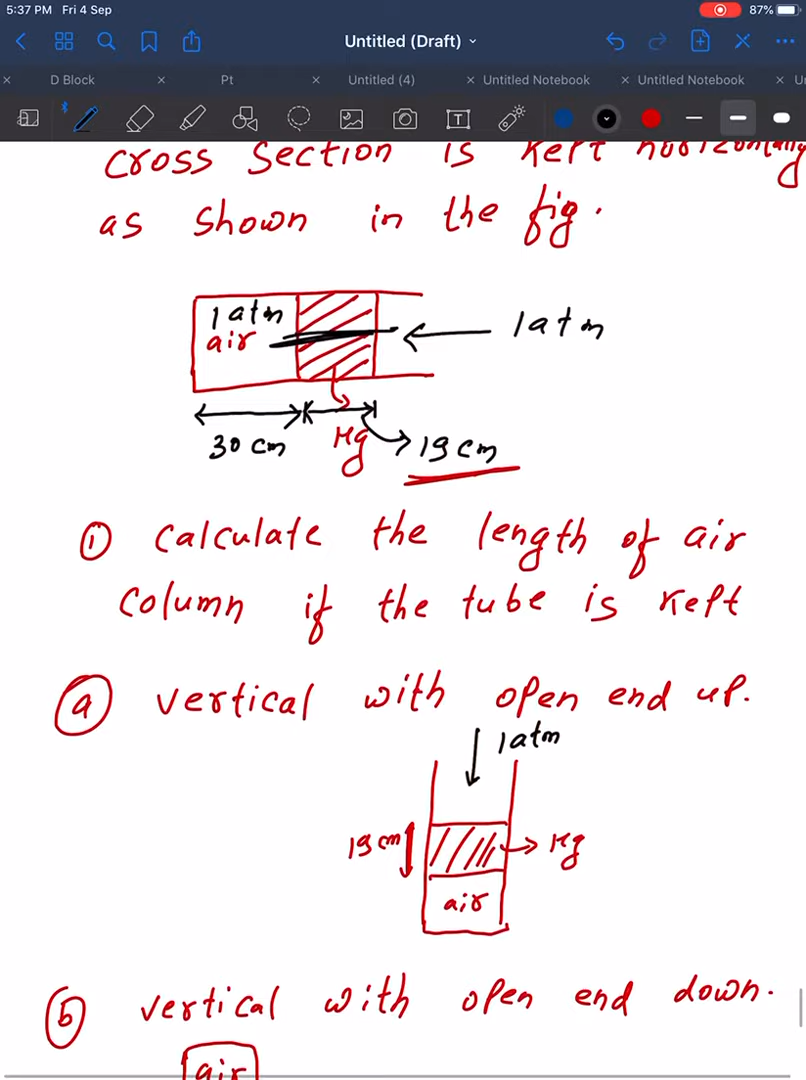 5:37 PM Fri 4 Sep
87%
Untitled (Draft)
D Block
Pt
Untitled (4)
Untitled Notebook
Untitled Notebook
Un
T
cross section is kept horizontally
as shown in the fig.
1 atm
air
1 atm
30 cm
Hg
19 cm
① calculate the length of air
column if the tube is kept
ⓐ vertical with open end up.
1 atm
19 cm
Hg
air
ⓑ vertical with open end down.
air